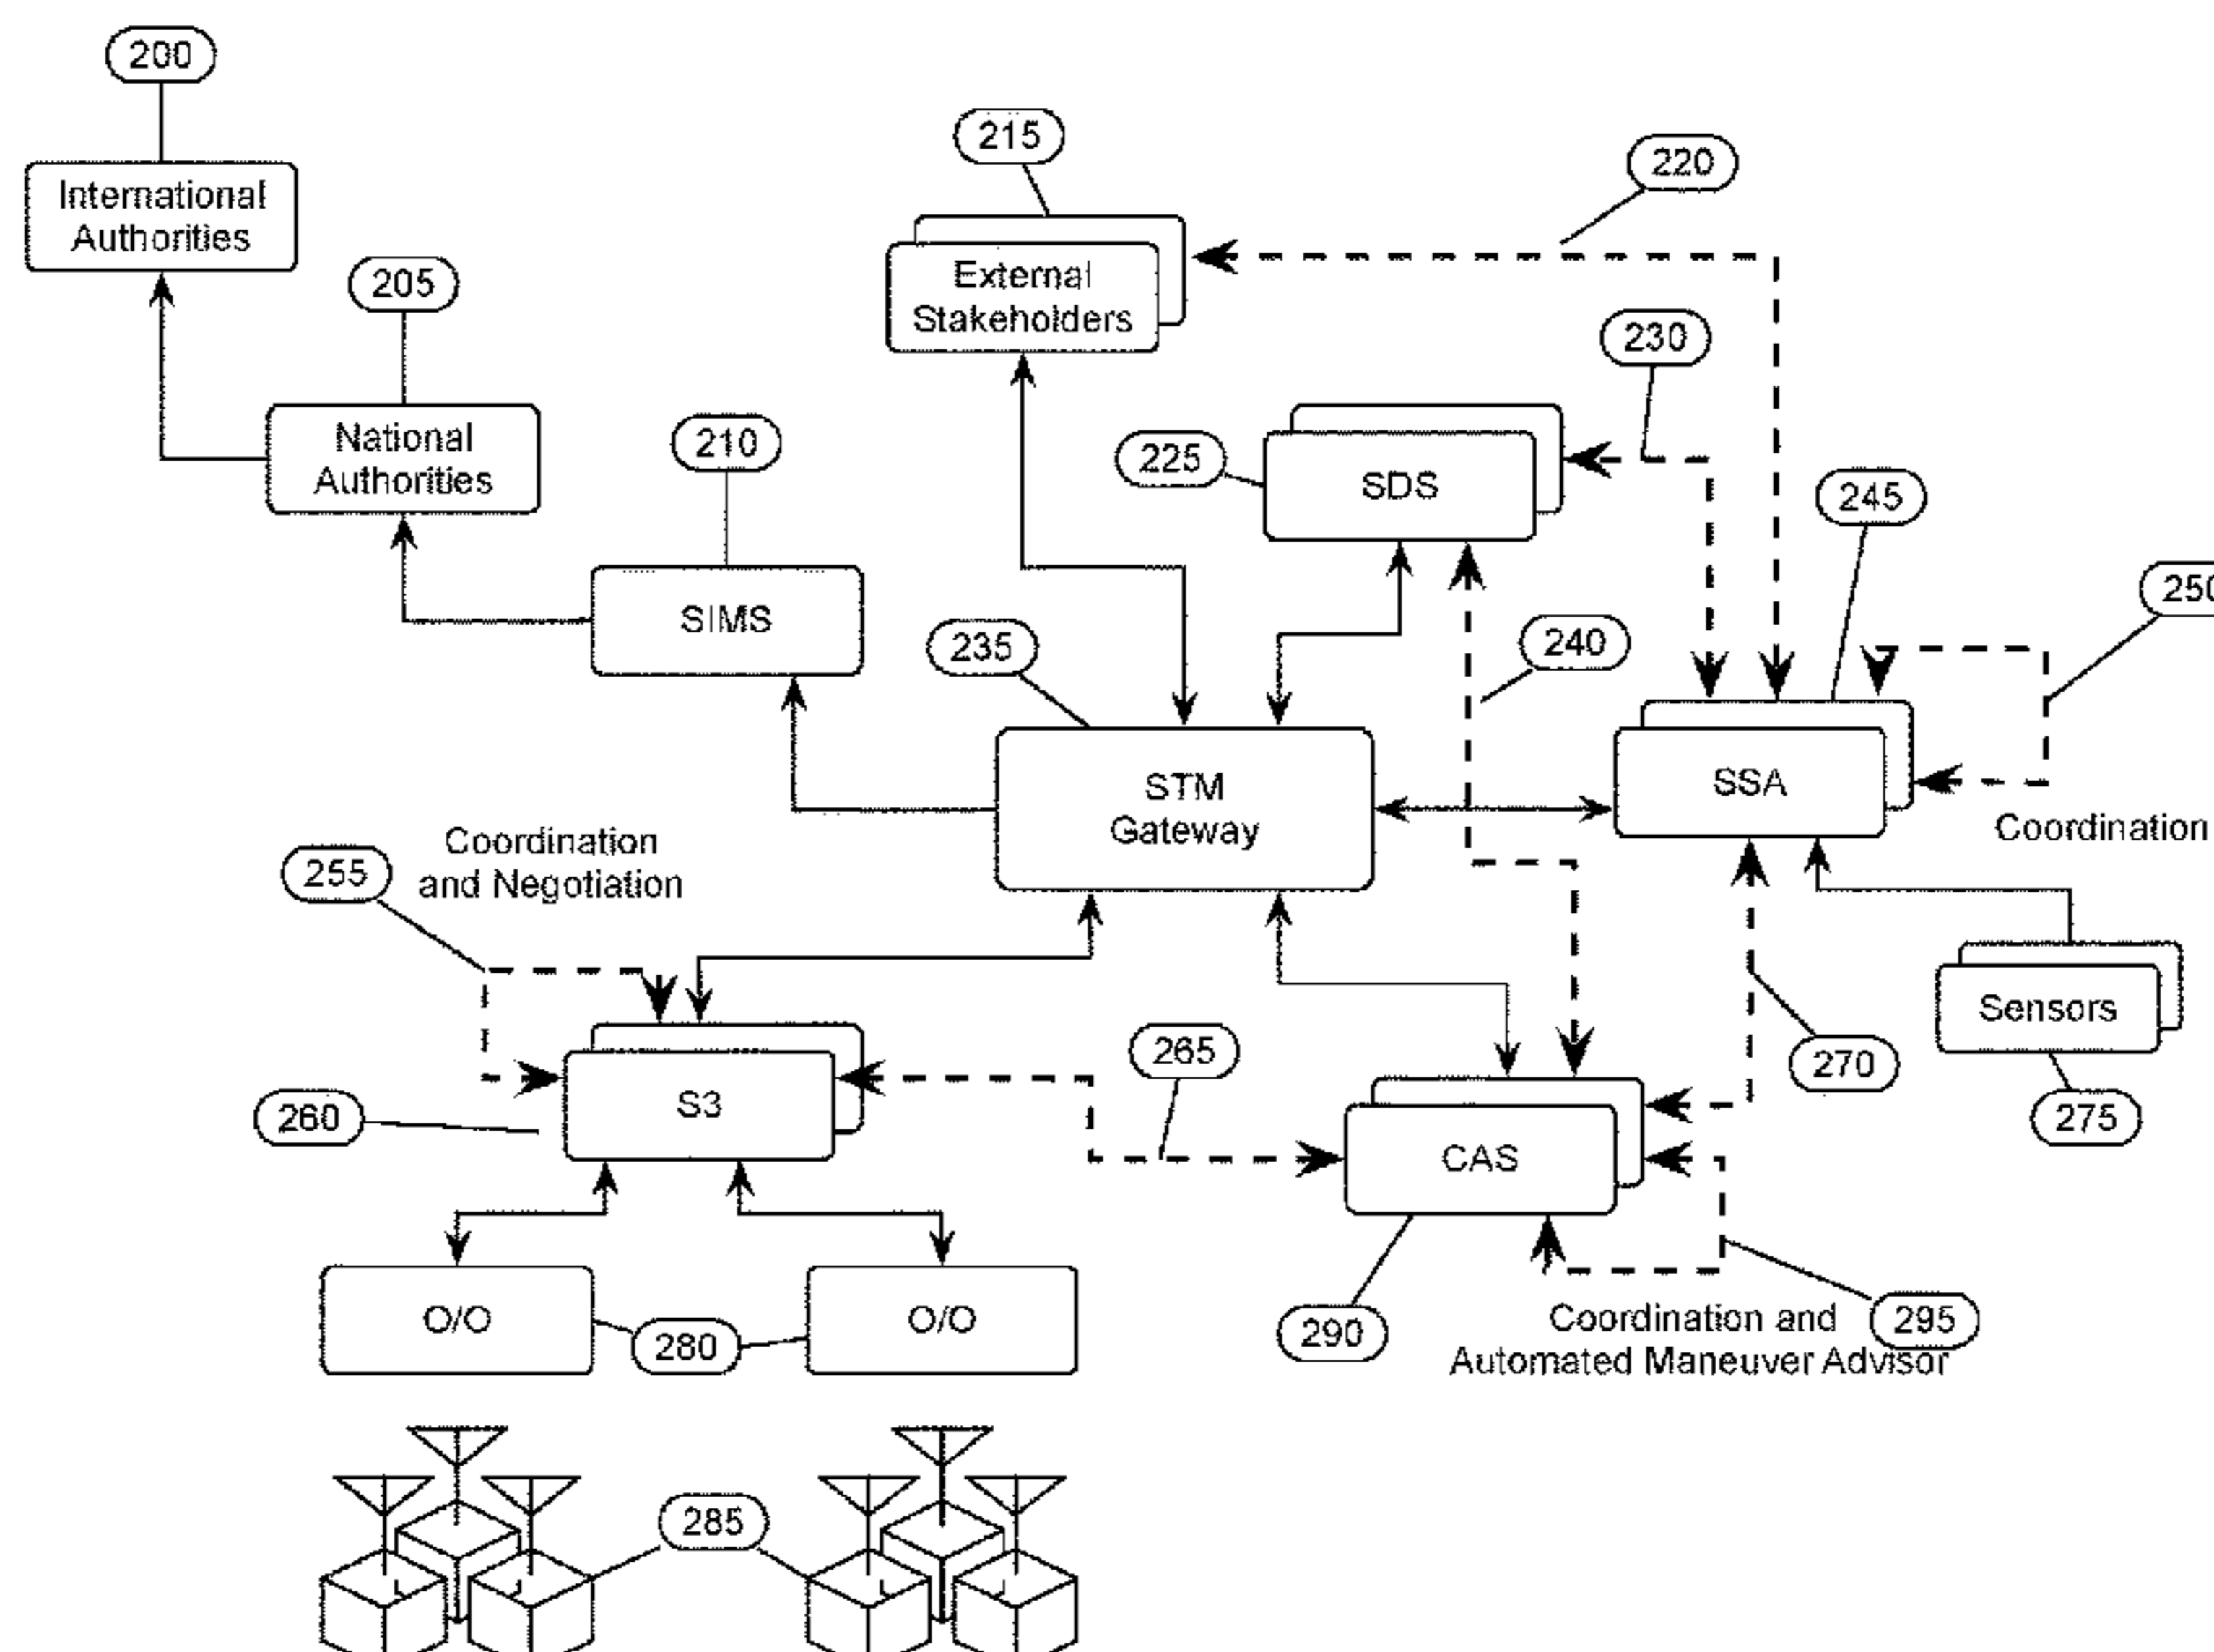 200
International
Authorities
205
National
Authorities
210
SIMS
215
External
Stakeholders
220
230
225
SDS
245
250
235
240
STM
Gateway
SSA
Coordination
Coordination
and Negotiation
255
Sensors
270
275
265
S3
260
CAS
O/O
O/O
280
290
295
Coordination and
Automated Maneuver Advisor
285